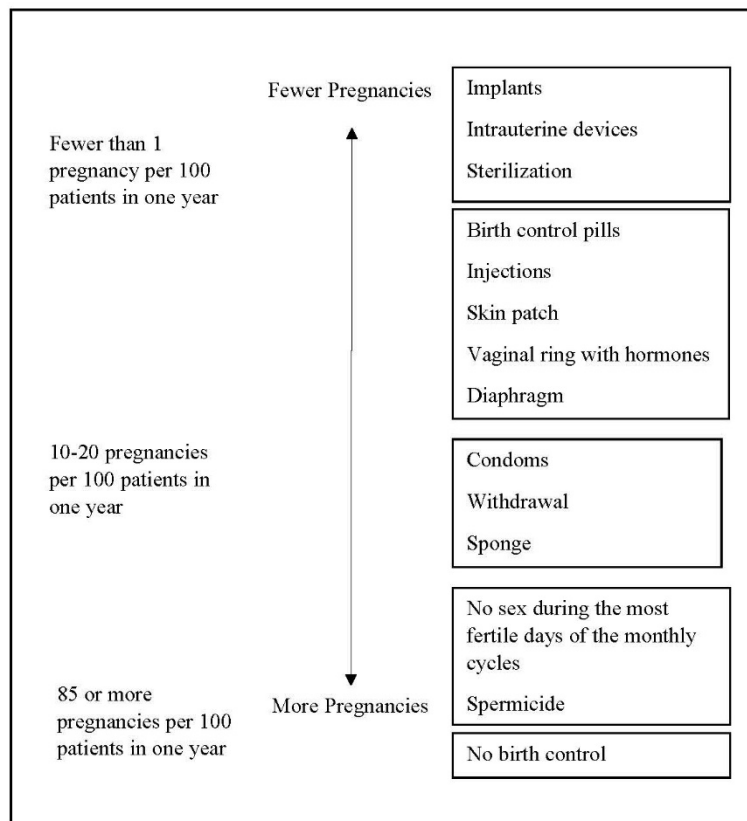 Fewer Pregnancies
Fewer than 1
pregnancy per 100
patients in one year
Implants
Intrauterine devices
Sterilization
Birth control pills
Injections
Skin patch
Vaginal ring with hormones
Diaphragm
10-20 pregnancies
per 100 patients in
one year
Condoms
Withdrawal
Sponge
No sex during the most
fertile days of the monthly
cycles
Spermicide
85 or more
pregnancies per 100
patients in one year
More Pregnancies
No birth control